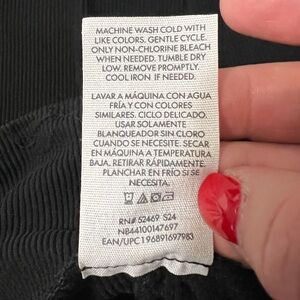 MACHINE WASH COLD WITH
LIKE COLORS. GENTLE CYCLE.
ONLY NON-CHLORINE BLEACH
WHEN NEEDED. TUMBLE DRY
LOW. REMOVE PROMPTLY.
COOL IRON IF NEEDED.
LAVAR A MÁQUINA CON AGUA
FRÍA Y CON COLORES
SIMILARES. CICLO DELICADO.
USAR SOLAMENTE
BLANQUEADOR SIN CLORO
CUANDO SE NECESITE. SECAR
EN MÁQUINA A TEMPERATURA
BAJA. RETIRAR RÁPIDAMENTE.
PLANCHAR EN FRÍO SI SE
NECESITA.
RN# 52469 S24
NB44100147697
EAN/UPC 196891697983